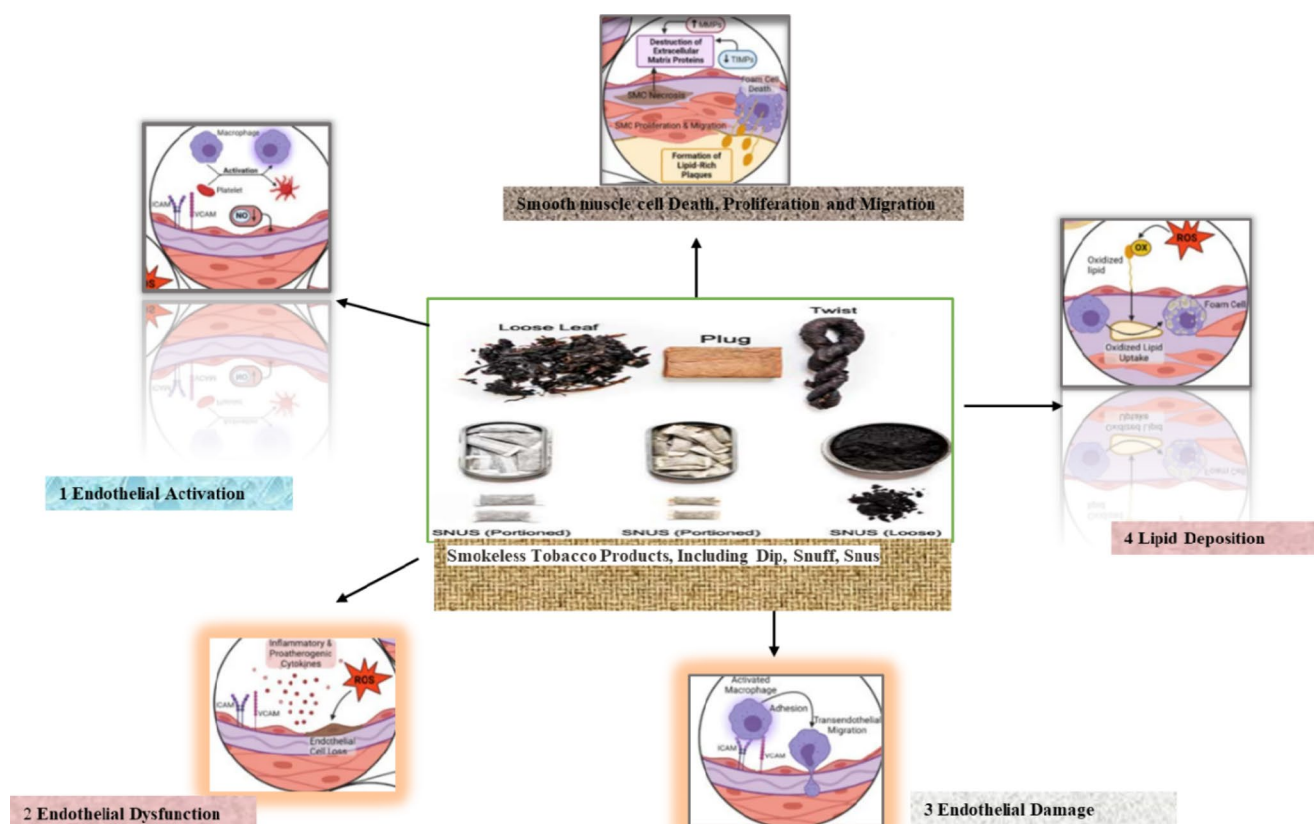 ↑ MMPs
Destruction of
Extracellular
Matrix Proteins
↓ TIMPs
Foam Cell
Death
SMC Necrosis
SMC Proliferation & Migration
Formation of
Lipid-Rich
Plaques
Smooth muscle cell Death, Proliferation and Migration
Macrophage
Activation
Platelet
ICAM
VCAM
NO
1 Endothelial Activation
ROS
OX
Oxidized
lipid
Foam Cell
Oxidized Lipid
Uptake
4 Lipid Deposition
Loose Leaf
Plug
Twist
SNUS (Portioned)
SNUS (Portioned)
SNUS (Loose)
Smokeless Tobacco Products, Including Dip, Snuff, Snus
Inflammatory &
Proatherogenic
Cytokines
ROS
ICAM
VCAM
Endothelial
Cell Loss
2 Endothelial Dysfunction
Activated
Macrophage
Adhesion
Transendothelial
Migration
ICAM
VCAM
3 Endothelial Damage